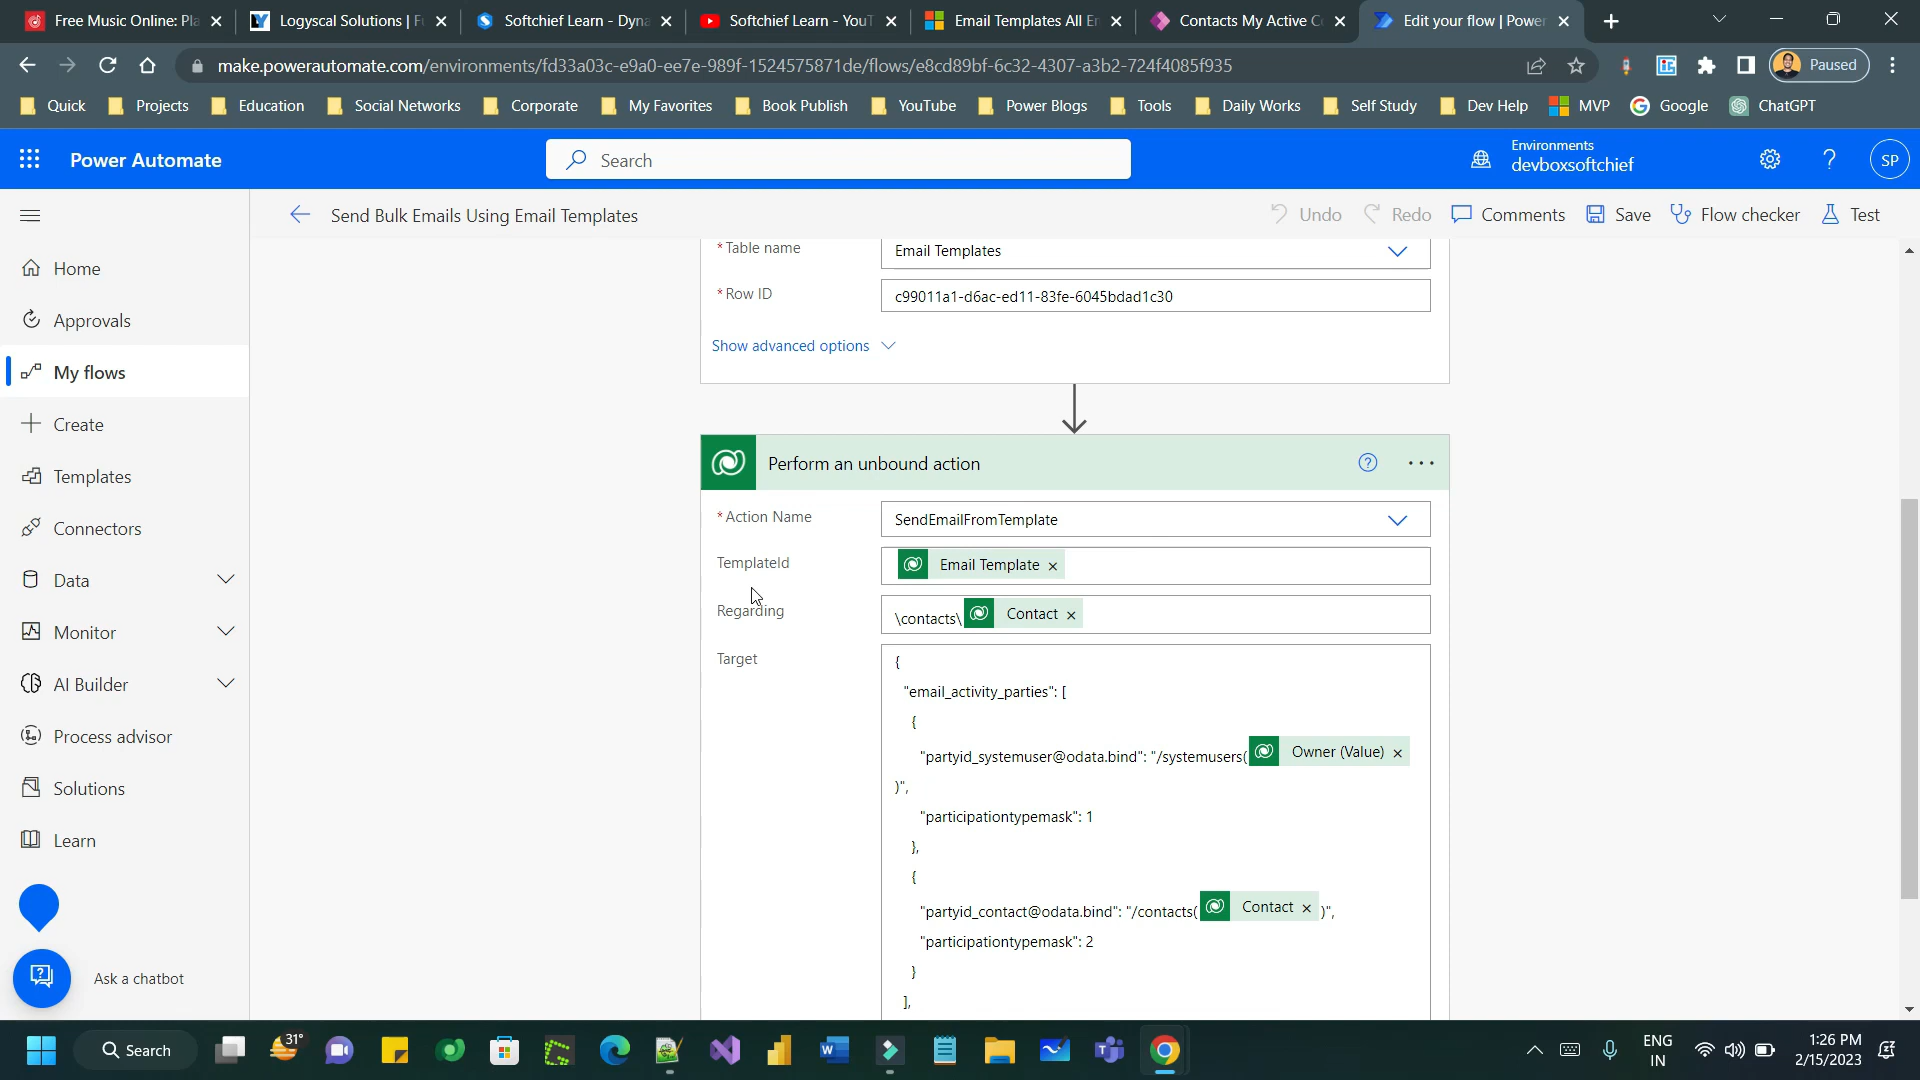 Free Music Online: Pla
Logyscal Solutions | Fu
Softchief Learn - Dyna
Softchief Learn - YouT
Email Templates All En
Contacts My Active Co
Edit your flow | Power
make.powerautomate.com/environments/fd33a03c-e9a0-ee7e-989f-1524575871de/flows/e8cd89bf-6c32-4307-a3b2-724f4085f935
Paused
Quick
Projects
Education
Social Networks
Corporate
My Favorites
Book Publish
YouTube
Power Blogs
Tools
Daily Works
Self Study
Dev Help
MVP
Google
ChatGPT
Power Automate
Search
Environments
devboxsoftchief
SP
Send Bulk Emails Using Email Templates
Undo
Redo
Comments
Save
Flow checker
Test
Home
Approvals
My flows
Create
Templates
Connectors
Data
Monitor
AI Builder
Process advisor
Solutions
Learn
Ask a chatbot
* Table name
Email Templates
* Row ID
c99011a1-d6ac-ed11-83fe-6045bdad1c30
Show advanced options
Perform an unbound action
* Action Name
SendEmailFromTemplate
TemplateId
Email Template ×
Regarding
\contacts\ Contact ×
Target
{
"email_activity_parties": [
{
"partyid_systemuser@odata.bind": "/systemusers( Owner (Value) ×
)",
"participationtypemask": 1
},
{
"partyid_contact@odata.bind": "/contacts( Contact × )",
"participationtypemask": 2
}
],
31°
Search
ENG
IN
1:26 PM
2/15/2023